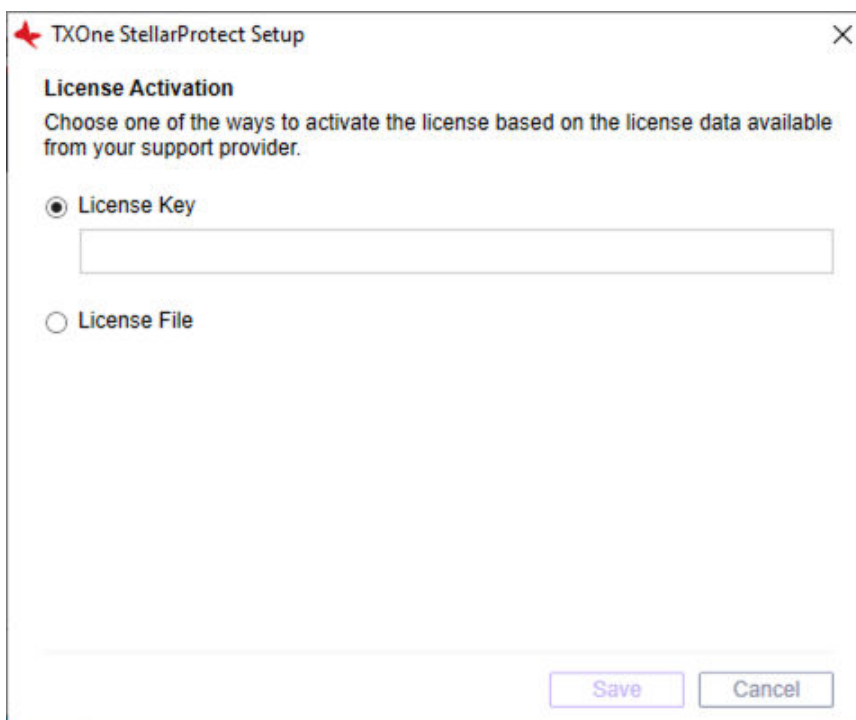 TXOne StellarProtect Setup
License Activation
Choose one of the ways to activate the license based on the license data available
from your support provider.
License Key
License File
Save
Cancel